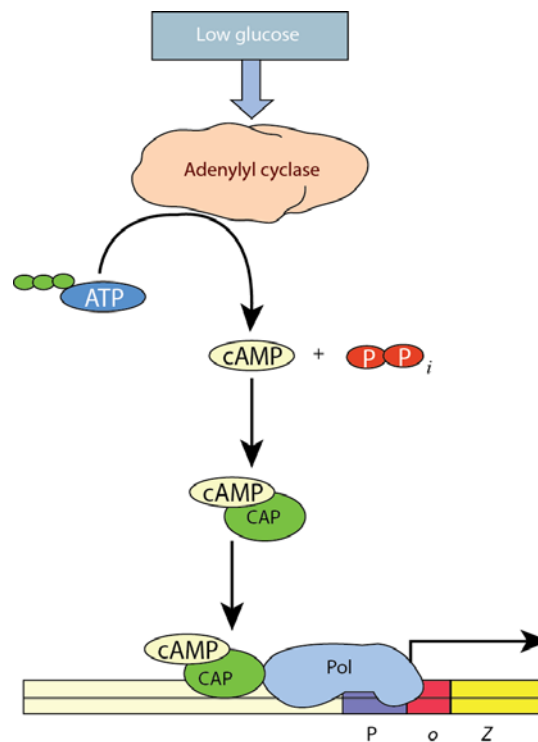 Low glucose
Adenylyl cyclase
ATP
cAMP + P P i
cAMP
CAP
cAMP
CAP
Pol
P o Z